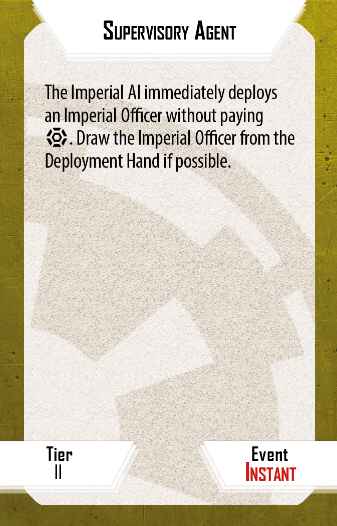 Supervisory Agent
The Imperial AI immediately deploys
an Imperial Officer without paying
. Draw the Imperial Officer from the
Deployment Hand if possible.
Tier
II
Event
Instant